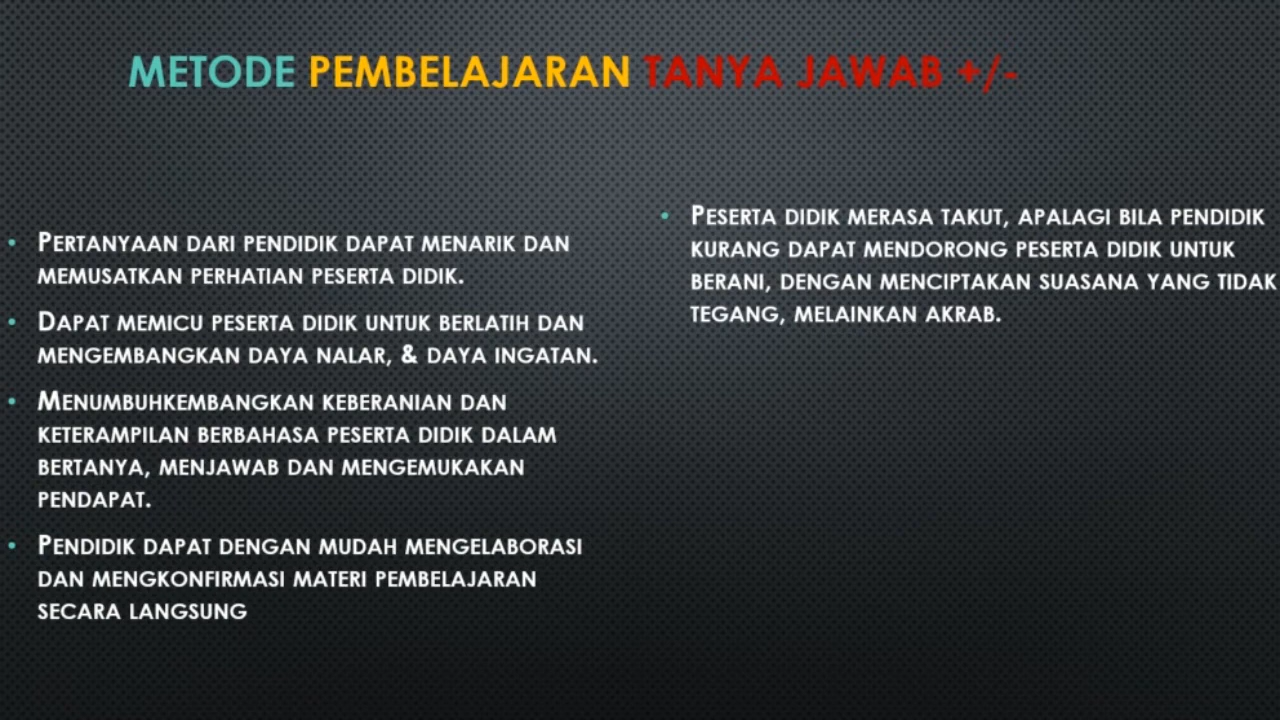 METODE PEMBELAJARAN TANYA JAWAB +/-
• PERTANYAAN DARI PENDIDIK DAPAT MENARIK DAN
MEMUSATKAN PERHATIAN PESERTA DIDIK.
• DAPAT MEMICU PESERTA DIDIK UNTUK BERLATIH DAN
MENGEMBANGKAN DAYA NALAR, & DAYA INGATAN.
• MENUMBUHKEMBANGKAN KEBERANIAN DAN
KETERAMPILAN BERBAHASA PESERTA DIDIK DALAM
BERTANYA, MENJAWAB DAN MENGEMUKAKAN
PENDAPAT.
• PENDIDIK DAPAT DENGAN MUDAH MENGELABORASI
DAN MENGKONFIRMASI MATERI PEMBELAJARAN
SECARA LANGSUNG
• PESERTA DIDIK MERASA TAKUT, APALAGI BILA PENDIDIK
KURANG DAPAT MENDORONG PESERTA DIDIK UNTUK
BERANI, DENGAN MENCIPTAKAN SUASANA YANG TIDAK
TEGANG, MELAINKAN AKRAB.